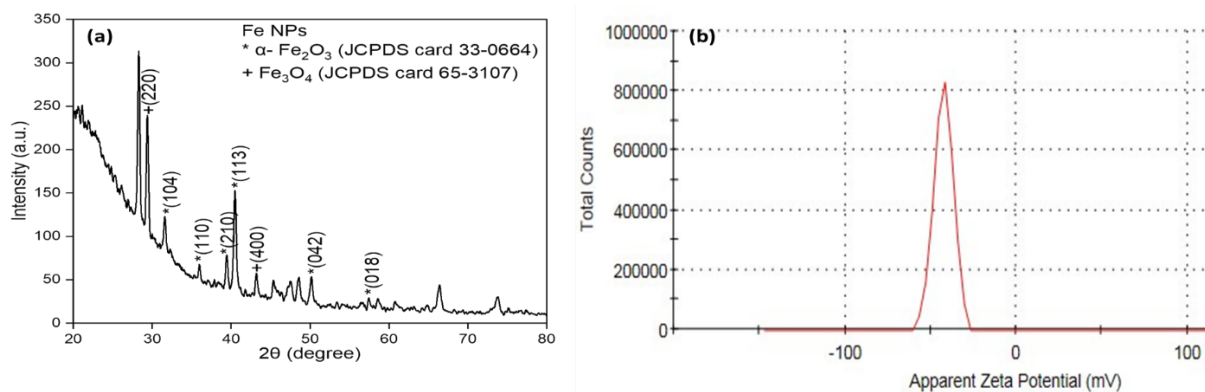 (a)
Fe NPs
* α- Fe₂O₃ (JCPDS card 33-0664)
+ Fe₃O₄ (JCPDS card 65-3107)
350
300
250
200
150
100
50
0
Intensity (a.u.)
+(220)
*(104)
*(110)
*(210)
*(113)
+(400)
*(042)
*(018)
20 30 40 50 60 70 80
2θ (degree)
(b)
1000000
800000
600000
400000
200000
0
Total Counts
-100 0 100
Apparent Zeta Potential (mV)